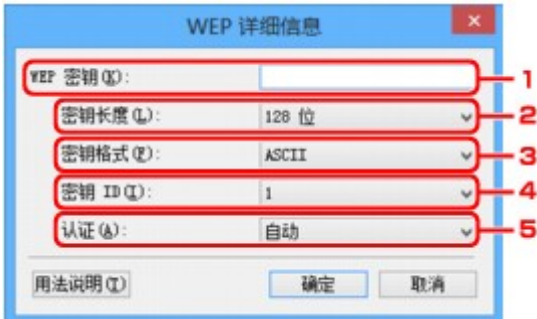 WEP 详细信息
WEP 密钥(K): 1
密钥长度(L): 128 位 2
密钥格式(F): ASCII 3
密钥 ID(I): 1 4
认证(A): 自动 5
用法说明(T) 确定 取消